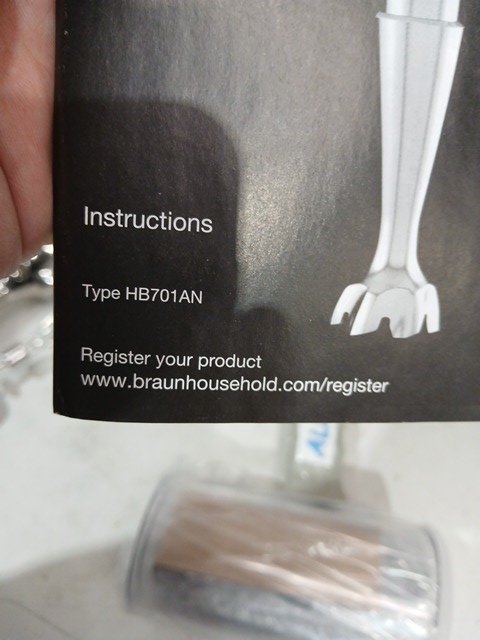 Instructions
Type HB701AN
Register your product
www.braunhousehold.com/register